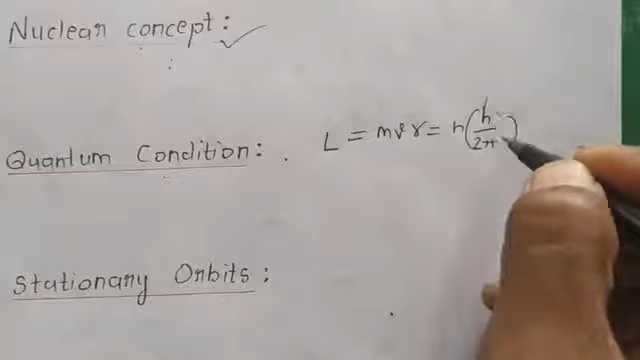 Nuclear concept:
Quantum Condition: L = mvr = n(h/2π)
Stationary Orbits: